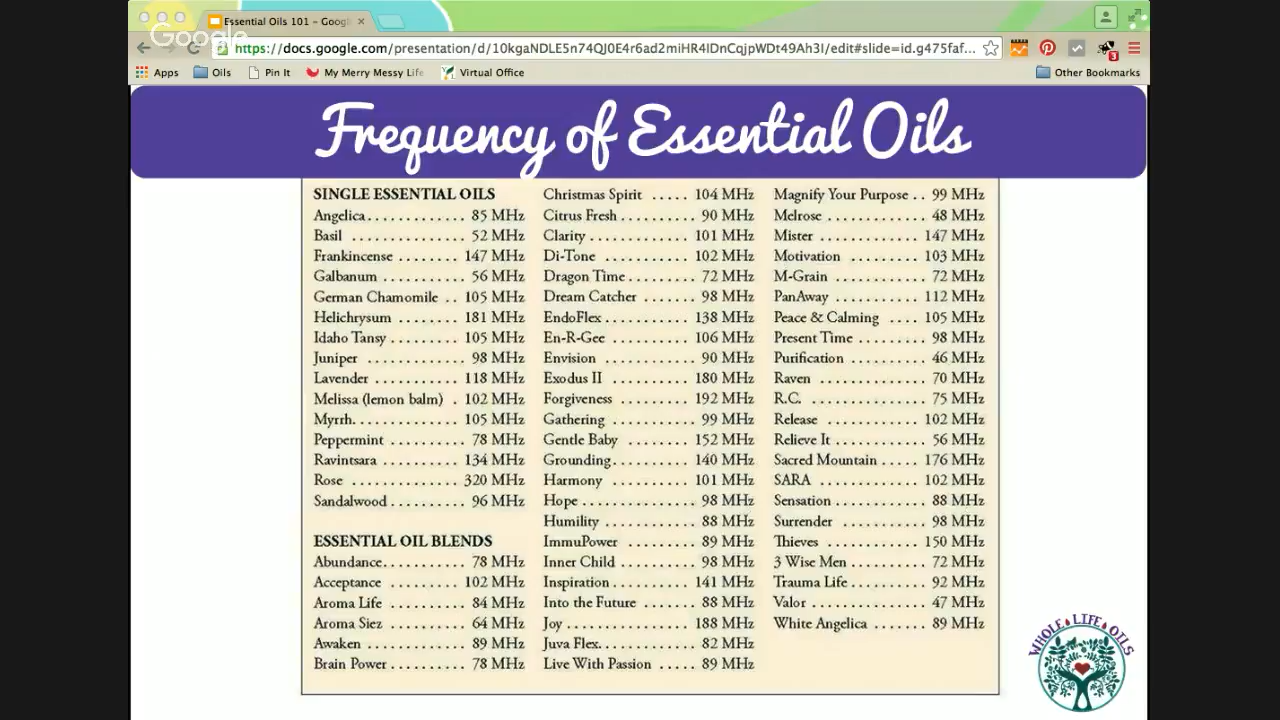 Essential Oils 101 – Goog
Google
https://docs.google.com/presentation/d/10kgaNDLE5n74QJ0E4r6ad2miHR4lDnCqjpWDt49Ah3I/edit#slide=id.g475faf...
3
Apps Oils Pin It My Merry Messy Life Virtual Office Other Bookmarks
Frequency of Essential Oils
SINGLE ESSENTIAL OILS
Angelica............ 85 MHz
Basil ............ 52 MHz
Frankincense ........ 147 MHz
Galbanum .......... 56 MHz
German Chamomile .. 105 MHz
Helichrysum ........ 181 MHz
Idaho Tansy ......... 105 MHz
Juniper ............ 98 MHz
Lavender ........... 118 MHz
Melissa (lemon balm) . 102 MHz
Myrrh............. 105 MHz
Peppermint ......... 78 MHz
Ravintsara .......... 134 MHz
Rose ............. 320 MHz
Sandalwood ......... 96 MHz
ESSENTIAL OIL BLENDS
Abundance.......... 78 MHz
Acceptance ......... 102 MHz
Aroma Life ......... 84 MHz
Aroma Siez ......... 64 MHz
Awaken ........... 89 MHz
Brain Power ......... 78 MHz
Christmas Spirit ..... 104 MHz
Citrus Fresh ......... 90 MHz
Clarity ............ 101 MHz
Di-Tone .......... 102 MHz
Dragon Time ......... 72 MHz
Dream Catcher ....... 98 MHz
EndoFlex .......... 138 MHz
En-R-Gee .......... 106 MHz
Envision .......... 90 MHz
Exodus II ......... 180 MHz
Forgiveness ......... 192 MHz
Gathering .......... 99 MHz
Gentle Baby ......... 152 MHz
Grounding.......... 140 MHz
Harmony .......... 101 MHz
Hope ............ 98 MHz
Humility .......... 88 MHz
ImmuPower ......... 89 MHz
Inner Child ......... 98 MHz
Inspiration.......... 141 MHz
Into the Future ....... 88 MHz
Joy .............. 188 MHz
Juva Flex........... 82 MHz
Live With Passion ..... 89 MHz
Magnify Your Purpose .. 99 MHz
Melrose ........... 48 MHz
Mister ............ 147 MHz
Motivation ......... 103 MHz
M-Grain .......... 72 MHz
PanAway .......... 112 MHz
Peace & Calming .... 105 MHz
Present Time ........ 98 MHz
Purification ......... 46 MHz
Raven ............ 70 MHz
R.C. ............ 75 MHz
Release ........... 102 MHz
Relieve It .......... 56 MHz
Sacred Mountain ..... 176 MHz
SARA ............ 102 MHz
Sensation .......... 88 MHz
Surrender .......... 98 MHz
Thieves ........... 150 MHz
3 Wise Men ......... 72 MHz
Trauma Life ......... 92 MHz
Valor ............. 47 MHz
White Angelica ....... 89 MHz
WHOLE LIFE OILS